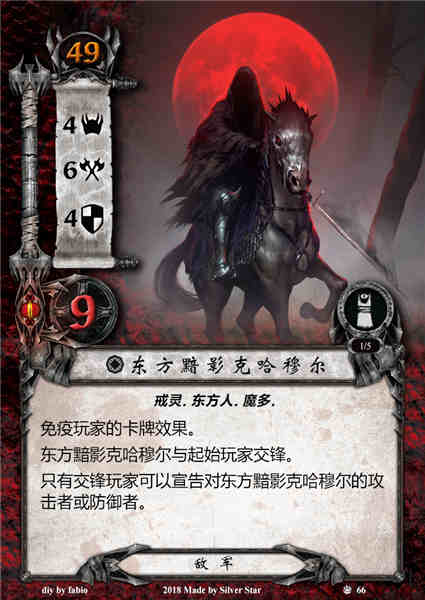 49
4
6
4
9
1/5
东方黯影克哈穆尔
戒灵. 东方人. 魔多.
免疫玩家的卡牌效果。
东方黯影克哈穆尔与起始玩家交锋。
只有交锋玩家可以宣告对东方黯影克哈穆尔的攻
击者或防御者。
敌军
diy by fabio 2018 Made by Silver Star 66